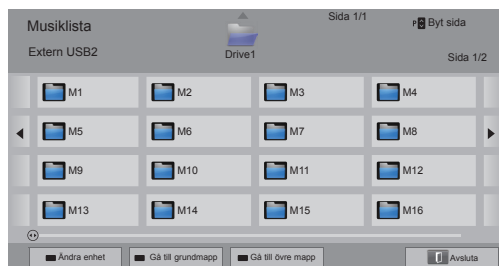 Musiklista
Sida 1/1
P Byt sida
Extern USB2
Drive1
Sida 1/2
M1
M2
M3
M4
M5
M6
M7
M8
M9
M10
M11
M12
M13
M14
M15
M16
Ändra enhet
Gå till grundmapp
Gå till övre mapp
Avsluta